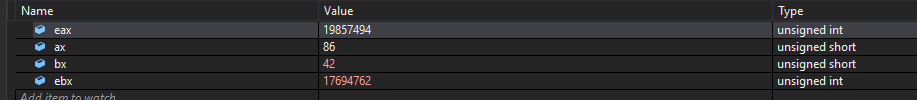 Name Value Type
eax 19857494 unsigned int
ax 86 unsigned short
bx 42 unsigned short
ebx 17694762 unsigned int
Add item to watch